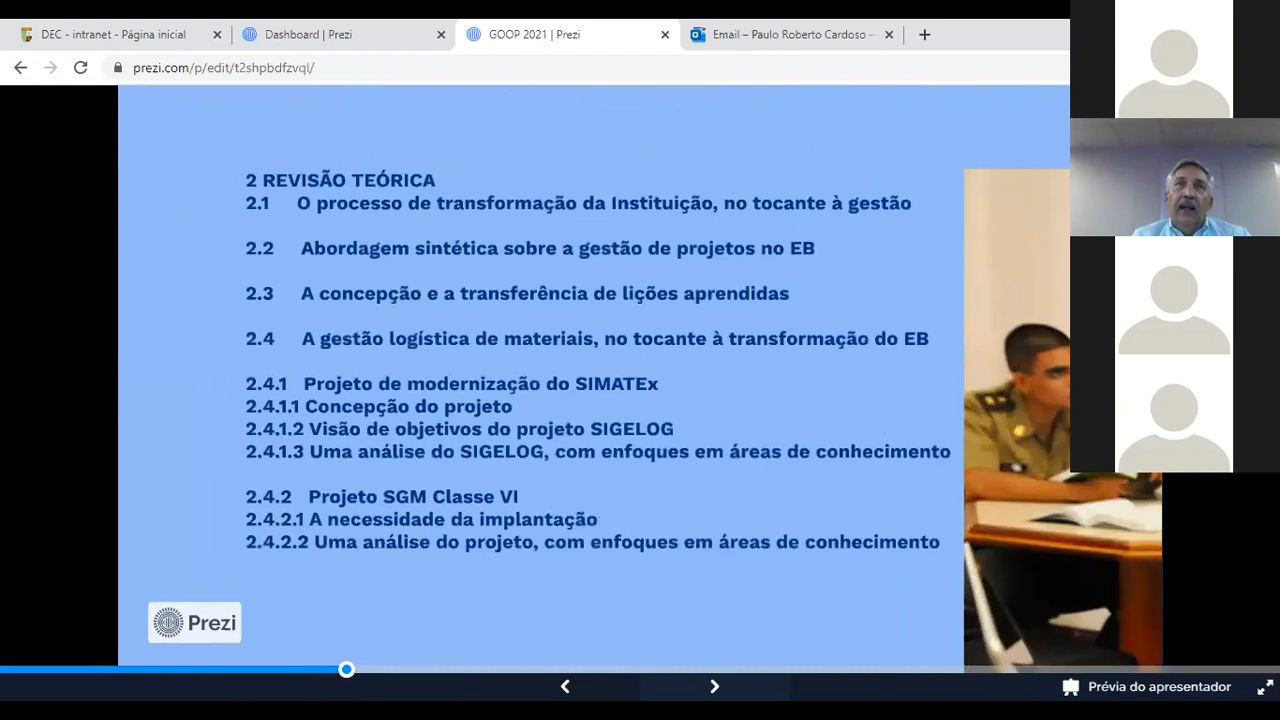 DEC - intranet - Página inicial
Dashboard | Prezi
GOOP 2021 | Prezi
Email – Paulo Roberto Cardoso –
prezi.com/p/edit/t2shpbdfzvql/
2 REVISÃO TEÓRICA
2.1 O processo de transformação da Instituição, no tocante à gestão
2.2 Abordagem sintética sobre a gestão de projetos no EB
2.3 A concepção e a transferência de lições aprendidas
2.4 A gestão logística de materiais, no tocante à transformação do EB
2.4.1 Projeto de modernização do SIMATEx
2.4.1.1 Concepção do projeto
2.4.1.2 Visão de objetivos do projeto SIGELOG
2.4.1.3 Uma análise do SIGELOG, com enfoques em áreas de conhecimento
2.4.2 Projeto SGM Classe VI
2.4.2.1 A necessidade da implantação
2.4.2.2 Uma análise do projeto, com enfoques em áreas de conhecimento
Prezi
Prévia do apresentador